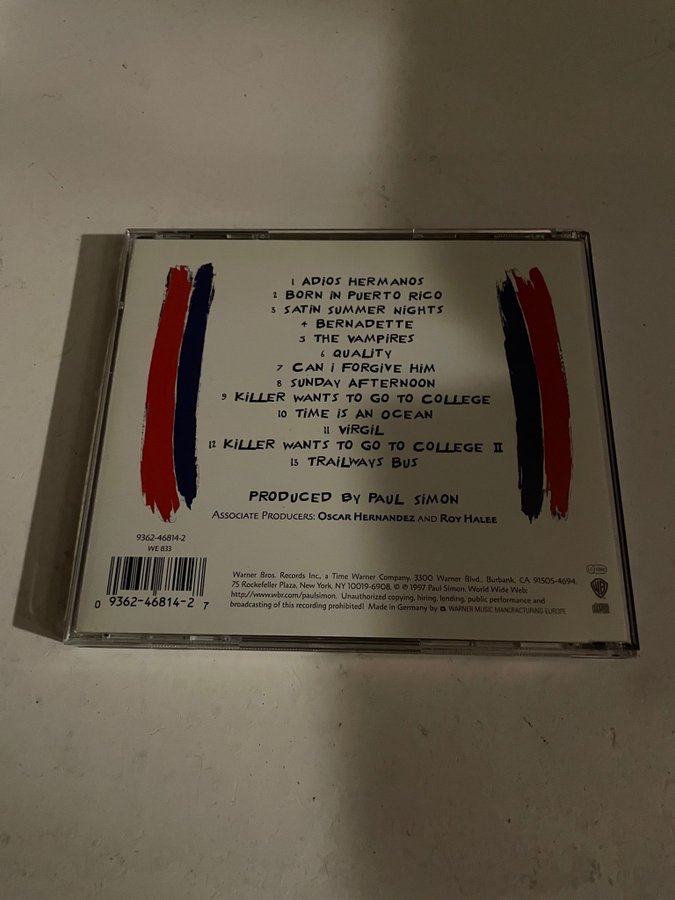 1 ADIOS HERMANOS
2 BORN IN PUERTO RICO
3 SATIN SUMMER NIGHTS
4 BERNADETTE
5 THE VAMPIRES
6 QUALITY
7 CAN i FORGIVE HIM
8 SUNDAY AFTERNOON
9 KiLLER WANTS TO GO TO COLLEGE
10 TIME IS AN OCEAN
11 ViRGiL
12 KiLLER WANTS TO GO TO COLLEGE II
13 TRAILWAYS BUS
PRODUCED BY PAUL SIMON
ASSOCIATE PRODUCERS: OSCAR HERNANDEZ AND ROY HALEE
9362-46814-2
WE 833
0 9362-46814-2 7
Warner Bros. Records Inc., a Time Warner Company. 3300 Warner Blvd., Burbank, CA 91505-4694.
75 Rockefeller Plaza, New York, NY 10019-6908. © ℗ 1997 Paul Simon. World Wide Web:
http://www.wbr.com/paulsimon. Unauthorized copying, hiring, lending, public performance and
broadcasting of this recording prohibited! Made in Germany by WARNER MUSIC MANUFACTURING EUROPE